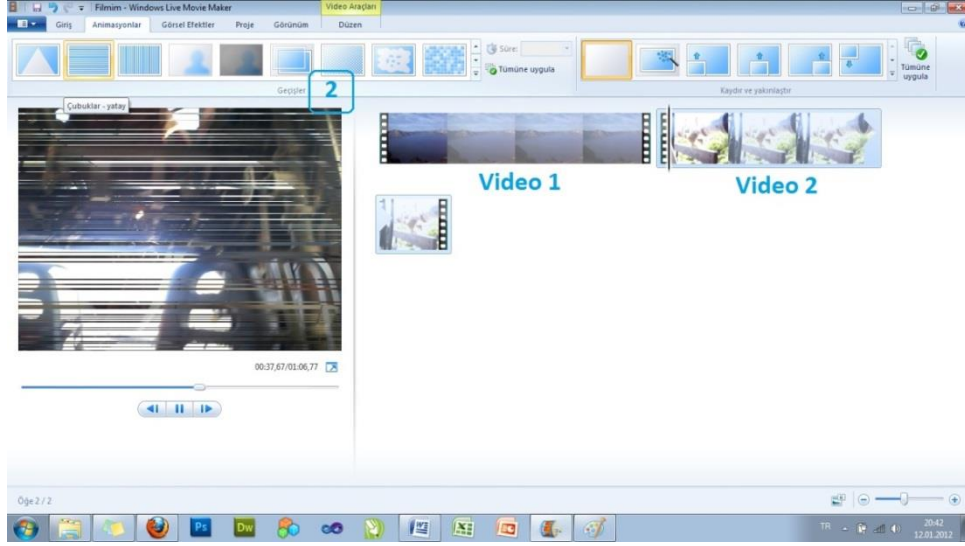 Filmim - Windows Live Movie Maker
Video Araçları
Giriş Animasyonlar Görsel Efektler Proje Görünüm Düzen
Süre:
Tümüne uygula
Tümüne uygula
Geçişler
2
Kaydır ve yakınlaştır
Çubuklar - yatay
Video 1
Video 2
00:37,67/01:06,77
Öğe 2 / 2
Ps
Dw
TR
20:42
12.01.2012